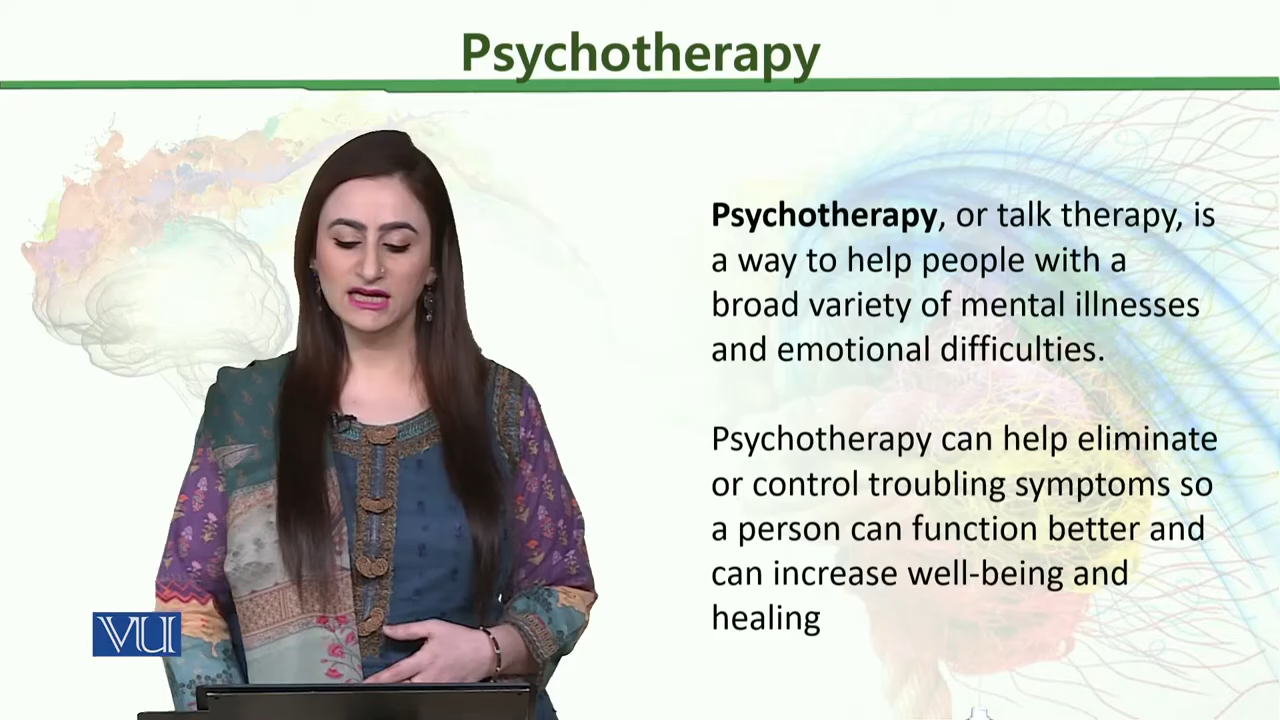 Psychotherapy
Psychotherapy, or talk therapy, is
a way to help people with a
broad variety of mental illnesses
and emotional difficulties.
Psychotherapy can help eliminate
or control troubling symptoms so
a person can function better and
can increase well-being and
healing
VU